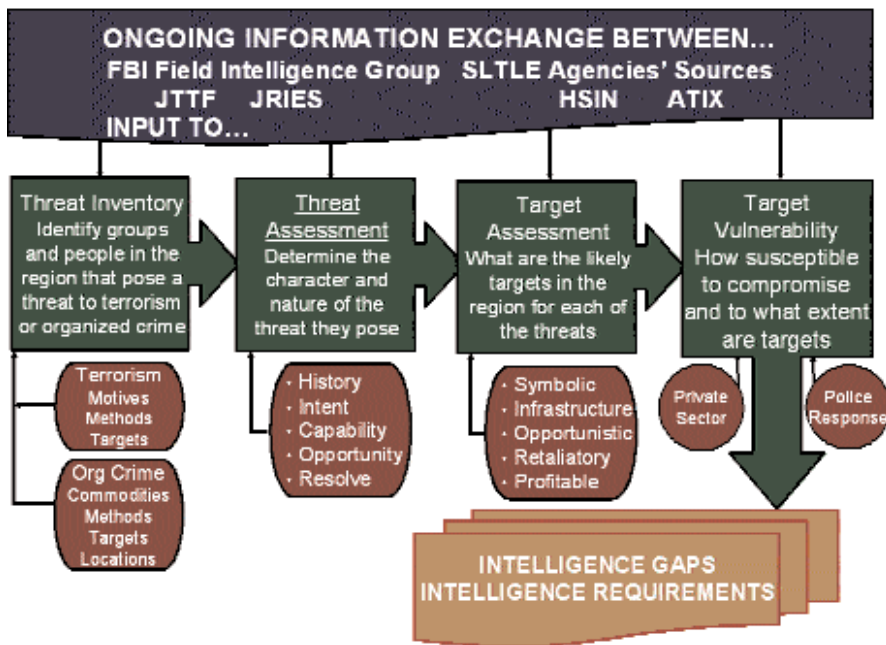 ONGOING INFORMATION EXCHANGE BETWEEN...
FBI Field Intelligence Group SLTLE Agencies' Sources
JTTF JRIES HSIN ATIX
INPUT TO...
Threat Inventory
Identify groups
and people in the
region that pose a
threat to terrorism
or organized crime
Threat
Assessment
Determine the
character and
nature of the
threat they pose
Target
Assessment
What are the likely
targets in the
region for each of
the threats
Target
Vulnerability
How susceptible
to compromise
and to what extent
are targets
Terrorism
Motives
Methods
Targets
Org Crime
Commodities
Methods
Targets
Locations
· History
· Intent
· Capability
· Opportunity
· Resolve
· Symbolic
· Infrastructure
· Opportunistic
· Retaliatory
· Profitable
Private
Sector
Police
Response
INTELLIGENCE GAPS
INTELLIGENCE REQUIREMENTS